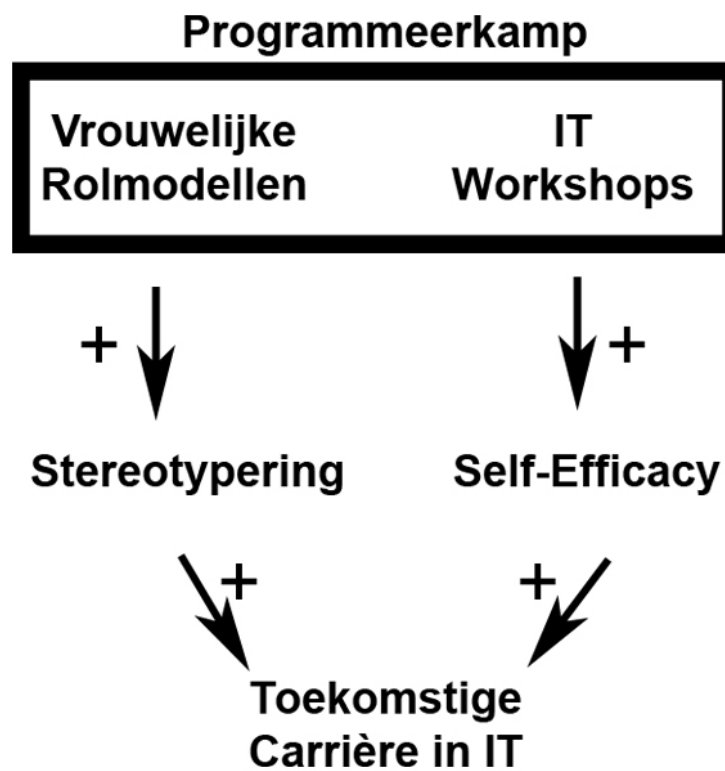 Programmeerkamp
Vrouwelijke
Rolmodellen
IT
Workshops
+
+
Stereotypering
Self-Efficacy
+
+
Toekomstige
Carrière in IT